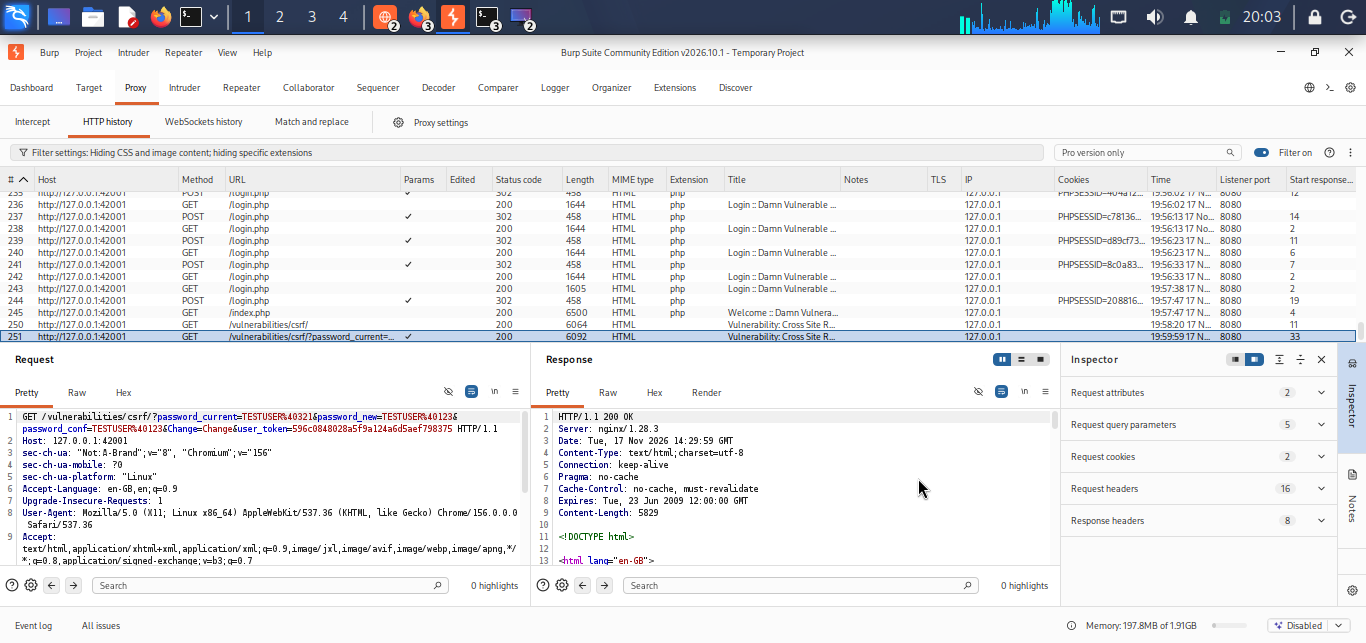 1 2 3 4 2 3 3 2 20:03
Burp Project Intruder Repeater View Help Burp Suite Community Edition v2026.10.1 - Temporary Project
Dashboard Target Proxy Intruder Repeater Collaborator Sequencer Decoder Comparer Logger Organizer Extensions Discover
Intercept HTTP history WebSockets history Match and replace Proxy settings
Filter settings: Hiding CSS and image content; hiding specific extensions Pro version only Filter on
# Host Method URL Params Edited Status code Length MIME type Extension Title Notes TLS IP Cookies Time Listener port Start response...
235 http://127.0.0.1:42001 POST /login.php ✓ 302 458 HTML php 127.0.0.1 19:56:02 17 N... 8080 12
236 http://127.0.0.1:42001 GET /login.php 200 1644 HTML php Login :: Damn Vulnerable ... 127.0.0.1 19:56:02 17 N... 8080
237 http://127.0.0.1:42001 POST /login.php ✓ 302 458 HTML php 127.0.0.1 PHPSESSID=c78136... 19:56:13 17 No... 8080 14
238 http://127.0.0.1:42001 GET /login.php 200 1644 HTML php Login :: Damn Vulnerable ... 127.0.0.1 19:56:13 17 No... 8080 2
239 http://127.0.0.1:42001 POST /login.php ✓ 302 458 HTML php 127.0.0.1 PHPSESSID=d89cf73... 19:56:23 17 N... 8080 11
240 http://127.0.0.1:42001 GET /login.php 200 1644 HTML php Login :: Damn Vulnerable ... 127.0.0.1 19:56:23 17 N... 8080 6
241 http://127.0.0.1:42001 POST /login.php ✓ 302 458 HTML php 127.0.0.1 PHPSESSID=8c0a83... 19:56:33 17 N... 8080 7
242 http://127.0.0.1:42001 GET /login.php 200 1644 HTML php Login :: Damn Vulnerable ... 127.0.0.1 19:56:33 17 N... 8080 2
243 http://127.0.0.1:42001 GET /login.php 200 1605 HTML php Login :: Damn Vulnerable ... 127.0.0.1 19:57:38 17 N... 8080 2
244 http://127.0.0.1:42001 POST /login.php ✓ 302 458 HTML php 127.0.0.1 PHPSESSID=208816... 19:57:47 17 N... 8080 19
245 http://127.0.0.1:42001 GET /index.php 200 6500 HTML php Welcome :: Damn Vulnera... 127.0.0.1 19:57:47 17 N... 8080 4
250 http://127.0.0.1:42001 GET /vulnerabilities/csrf/ 200 6064 HTML Vulnerability: Cross Site R... 127.0.0.1 19:58:20 17 N... 8080 11
251 http://127.0.0.1:42001 GET /vulnerabilities/csrf/?password_current=... ✓ 200 6092 HTML Vulnerability: Cross Site R... 127.0.0.1 19:59:59 17 N... 8080 33
Request
Pretty Raw Hex \n
1 GET /vulnerabilities/csrf/?password_current=TESTUSER%40321&password_new=TESTUSER%40123&
password_conf=TESTUSER%40123&Change=Change&user_token=596c0848028a5f9a124a6d5aef798375 HTTP/1.1
2 Host: 127.0.0.1:42001
3 sec-ch-ua: "Not:A-Brand";v="8", "Chromium";v="156"
4 sec-ch-ua-mobile: ?0
5 sec-ch-ua-platform: "Linux"
6 Accept-Language: en-GB,en;q=0.9
7 Upgrade-Insecure-Requests: 1
8 User-Agent: Mozilla/5.0 (X11; Linux x86_64) AppleWebKit/537.36 (KHTML, like Gecko) Chrome/156.0.0.0
Safari/537.36
9 Accept:
text/html,application/xhtml+xml,application/xml;q=0.9,image/jxl,image/avif,image/webp,image/apng,*/
*;q=0.8,application/signed-exchange;v=b3;q=0.7
Search 0 highlights
Response
Pretty Raw Hex Render \n
1 HTTP/1.1 200 OK
2 Server: nginx/1.28.3
3 Date: Tue, 17 Nov 2026 14:29:59 GMT
4 Content-Type: text/html;charset=utf-8
5 Connection: keep-alive
6 Pragma: no-cache
7 Cache-Control: no-cache, must-revalidate
8 Expires: Tue, 23 Jun 2009 12:00:00 GMT
9 Content-Length: 5829
10
11 <!DOCTYPE html>
12
13 <html lang="en-GB">
Search 0 highlights
Inspector
Request attributes 2
Request query parameters 5
Request cookies 2
Request headers 16
Response headers 8
Inspector
Notes
Event log All issues Memory: 197.8MB of 1.91GB Disabled